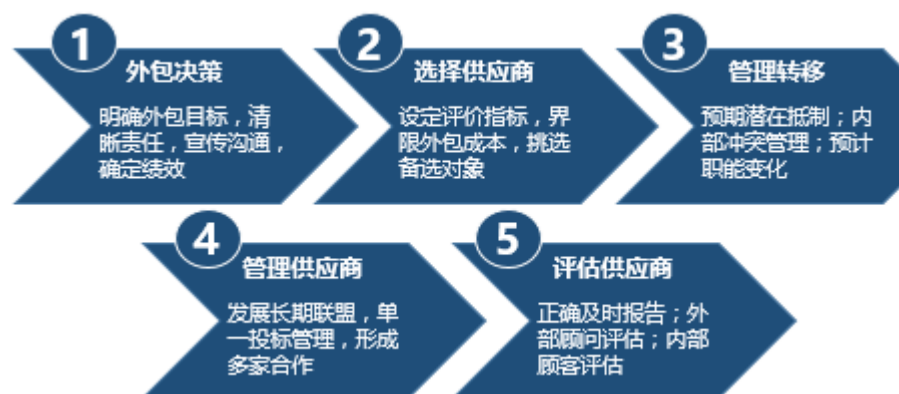 1
外包决策
明确外包目标，清
晰责任，宣传沟通，
确定绩效
2
选择供应商
设定评价指标，界
限外包成本，挑选
备选对象
3
管理转移
预期潜在抵制；内
部冲突管理；预计
职能变化
4
管理供应商
发展长期联盟，单
一投标管理，形成
多家合作
5
评估供应商
正确及时报告；外
部顾问评估；内部
顾客评估